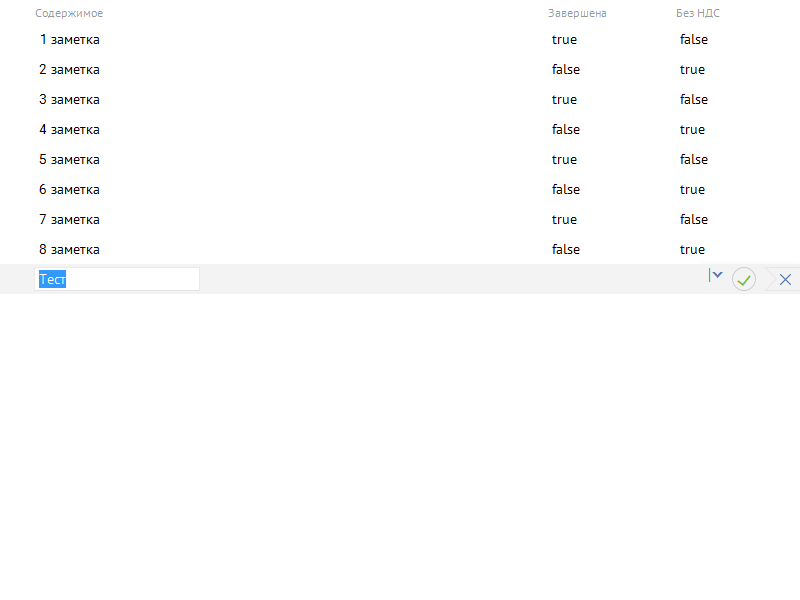 Содержимое Завершена Без НДС
1 заметка true false
2 заметка false true
3 заметка true false
4 заметка false true
5 заметка true false
6 заметка false true
7 заметка true false
8 заметка false true
Тест